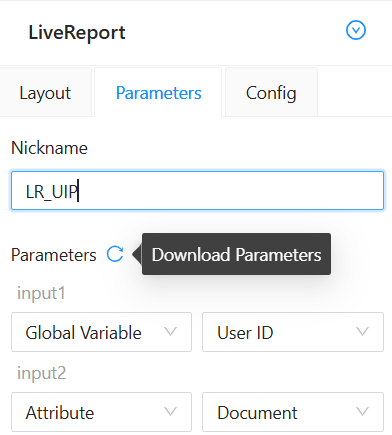 LiveReport
Layout Parameters Config
Nickname
LR_UIP
Parameters Download Parameters
input1
Global Variable User ID
input2
Attribute Document